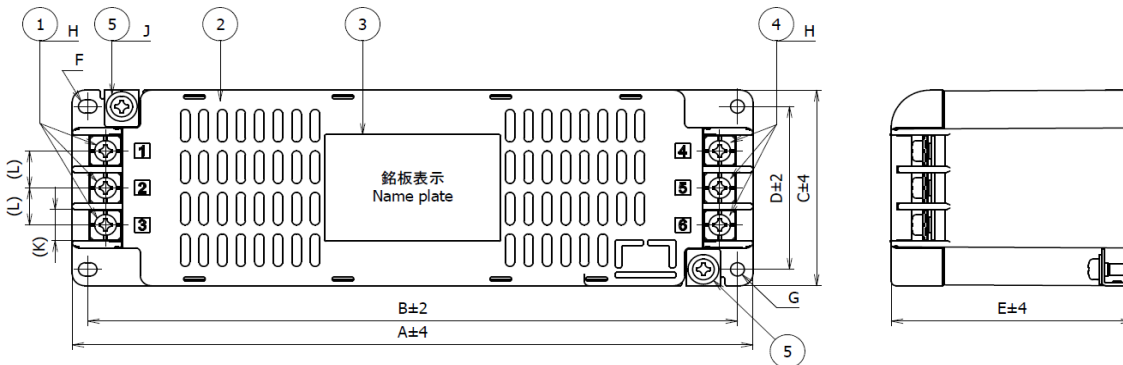 1 H 5 J 2 3 4 H
F
1 4
(L)
銘板表示
Name plate
2 5
(L)
3 6
(K)
D±2
C±4
G
B±2
E±4
A±4
5